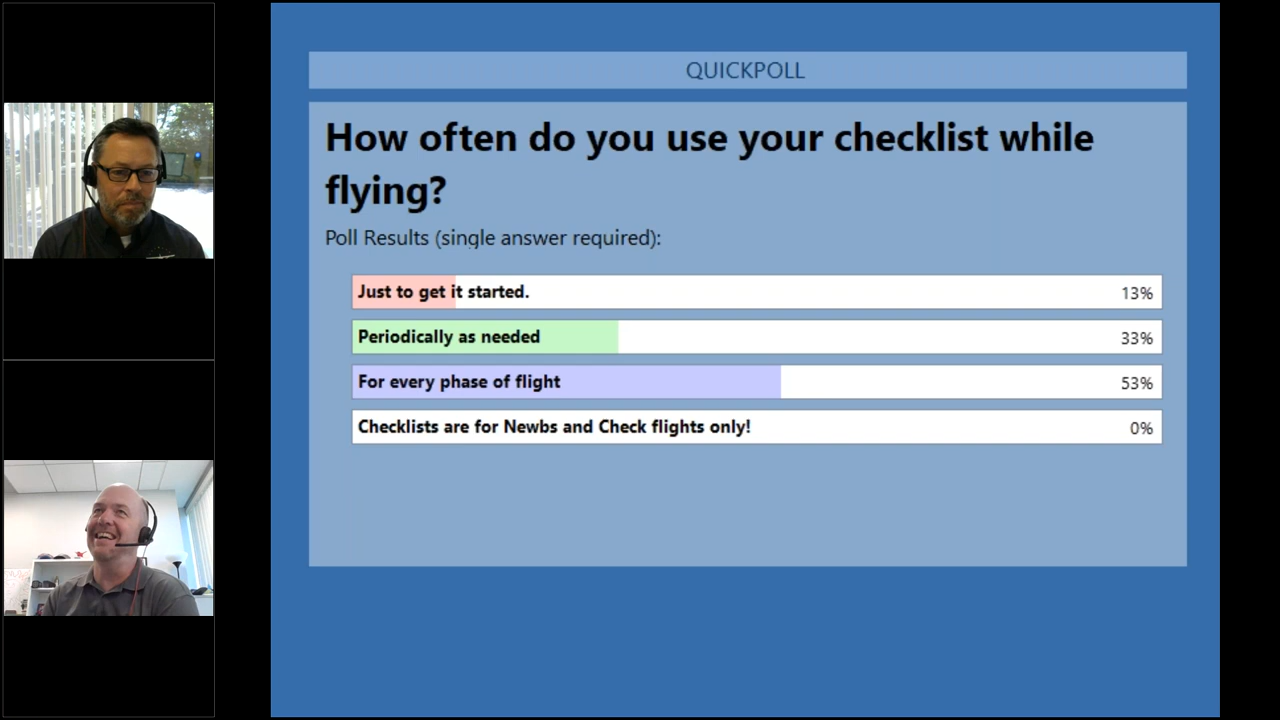 QUICKPOLL
How often do you use your checklist while
flying?
Poll Results (single answer required):
Just to get it started. 13%
Periodically as needed 33%
For every phase of flight 53%
Checklists are for Newbs and Check flights only! 0%